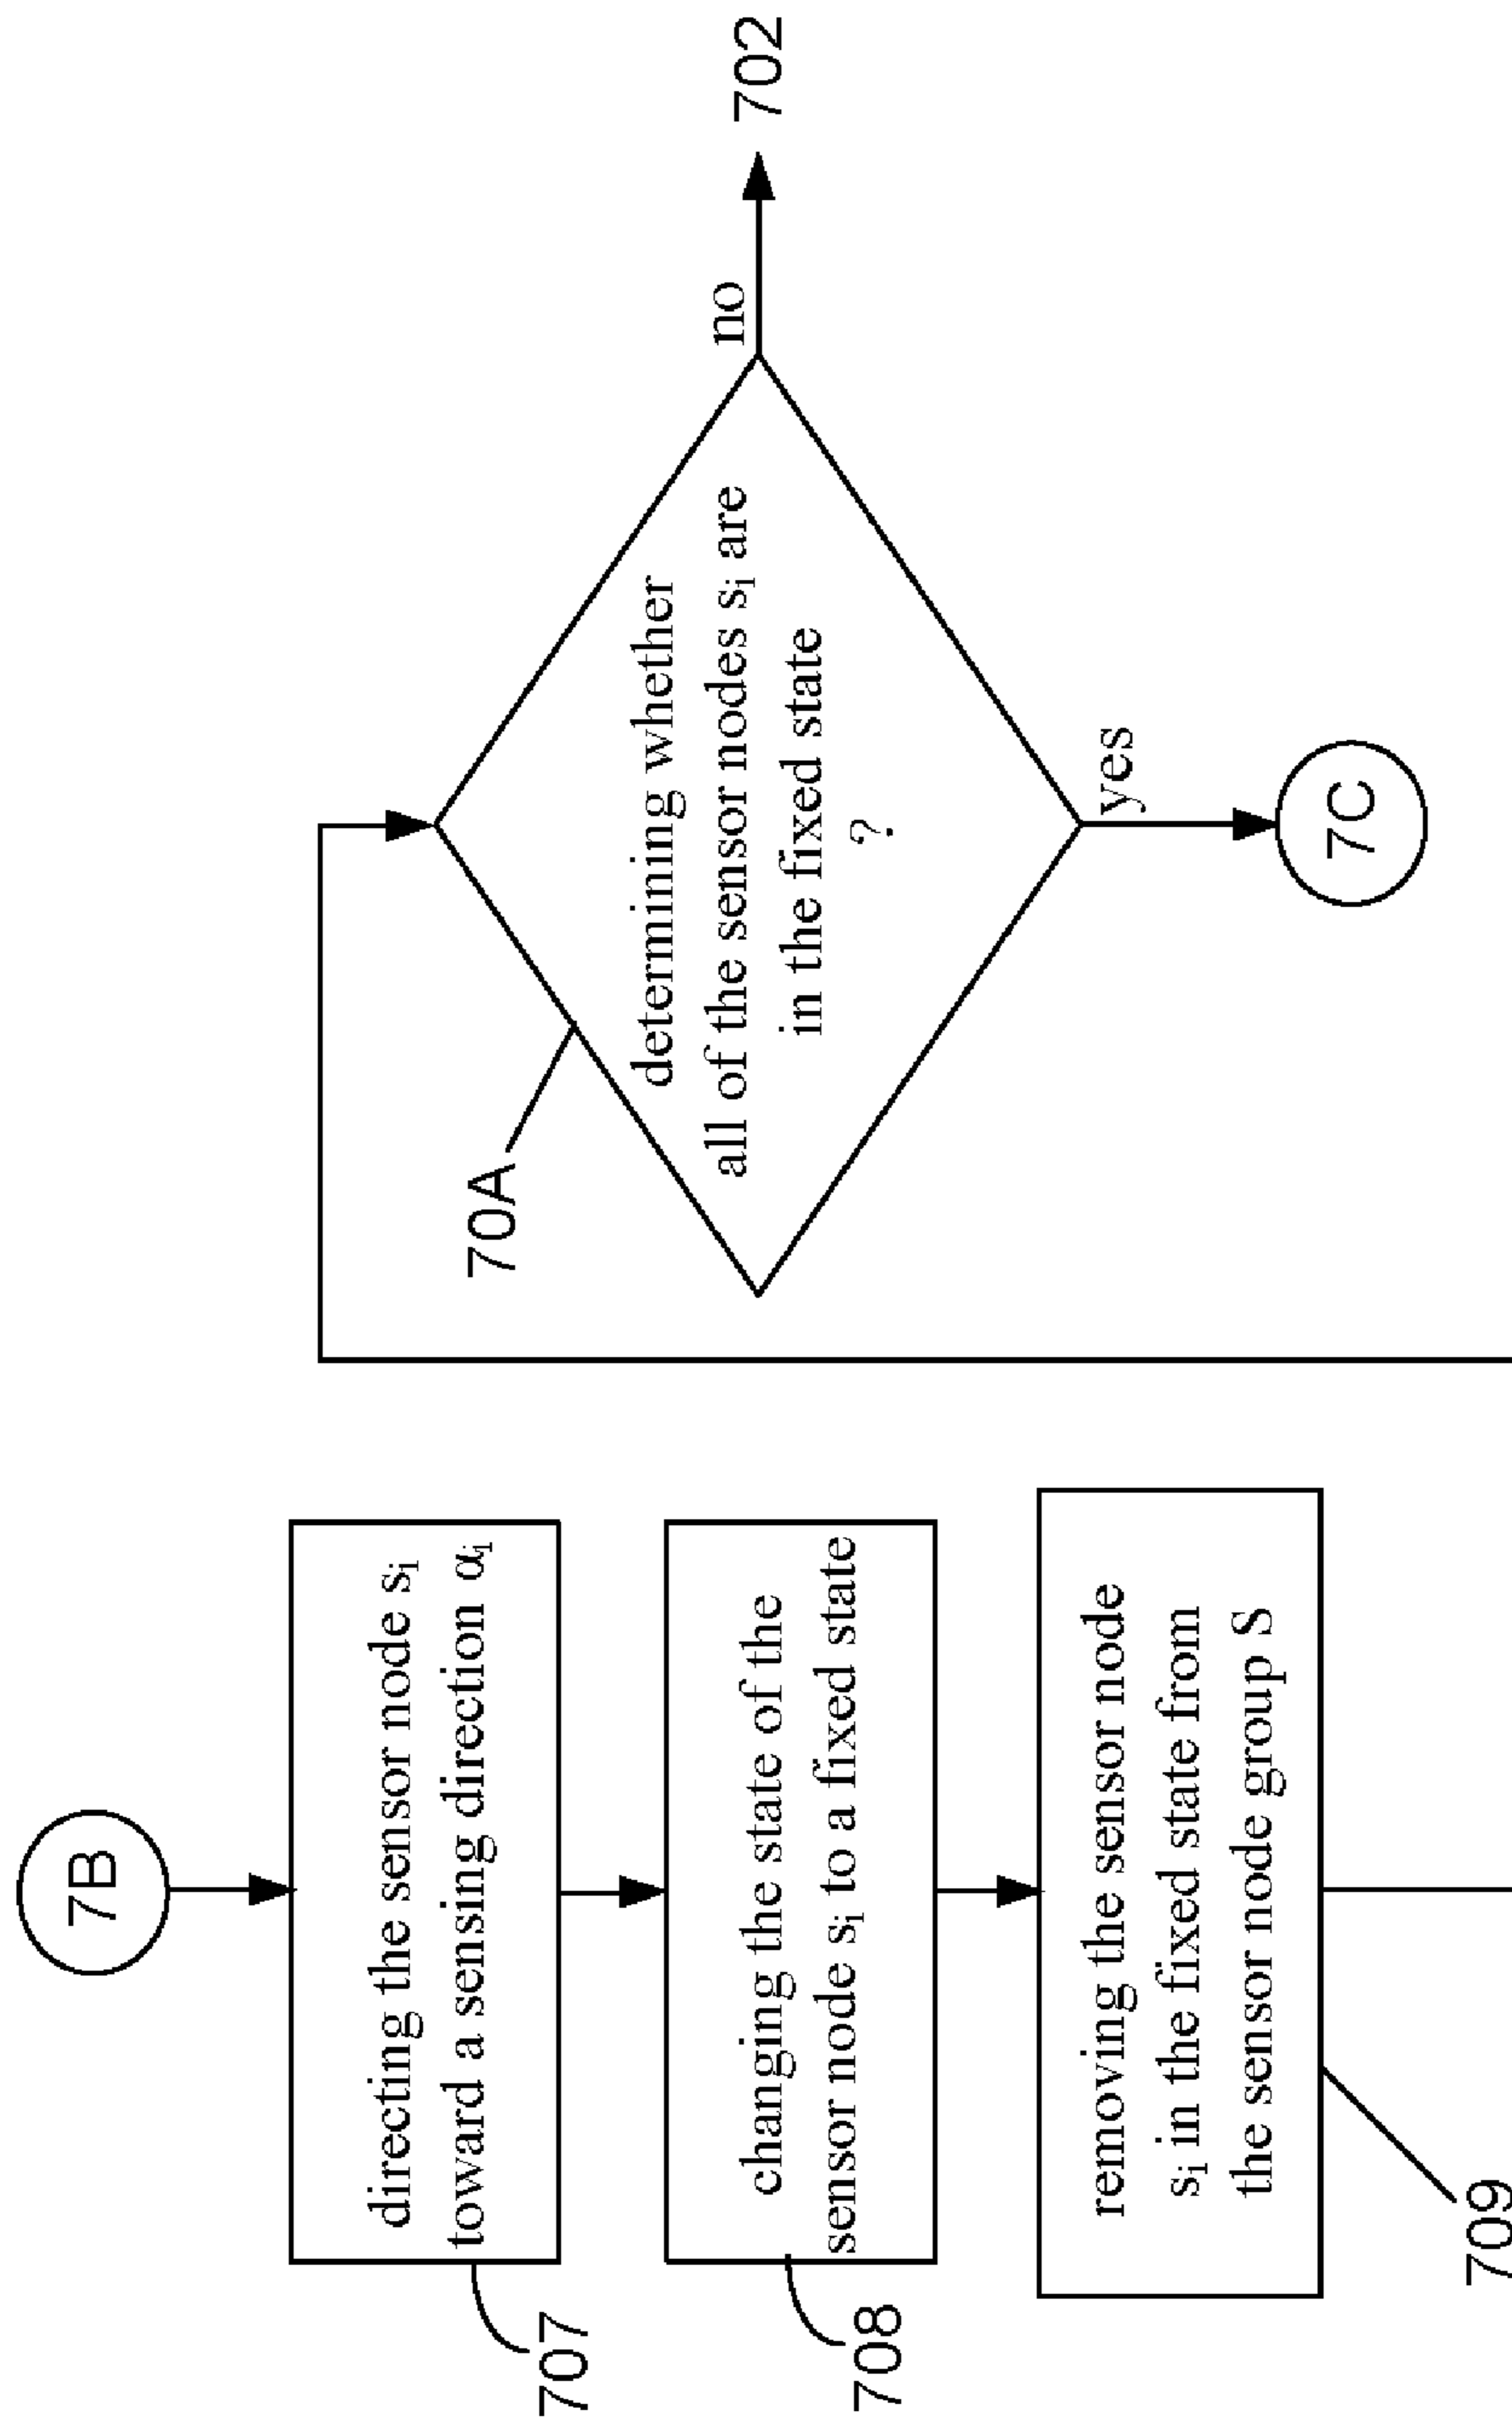 7B
directing the sensor node si
toward a sensing direction αi
707
changing the state of the
sensor node si to a fixed state
708
removing the sensor node
si in the fixed state from
the sensor node group S
709
70A
determining whether
all of the sensor nodes si are
in the fixed state
?
no
702
yes
7C